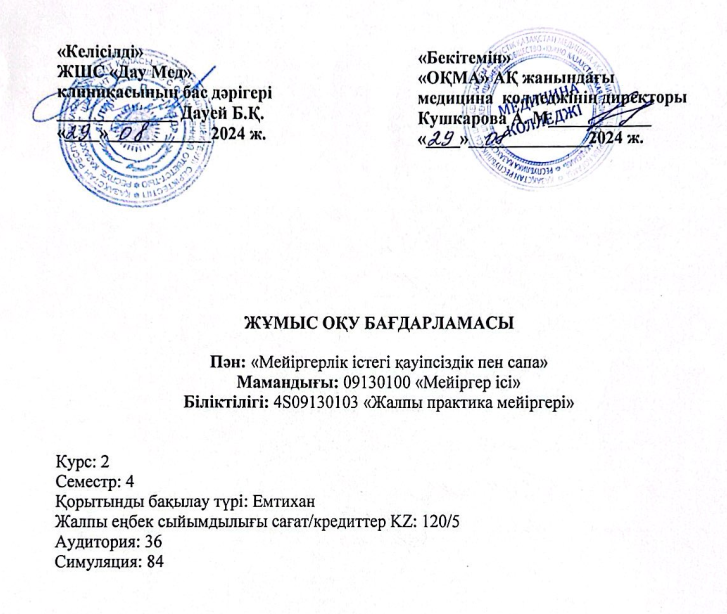 «Келісілді»
ЖШС «Дау Мед»
клиникасының бас дәрігері
Дауей Б.Қ.
«29» 08 2024 ж.
«Бекітемін»
«ОҚМА» АҚ жанындағы
медицина колледжінің директоры
Кушкарова А.М.
«29» 08 2024 ж.
МЕДИЦИНА
КОЛЛЕДЖІ
ЖҰМЫС ОҚУ БАҒДАРЛАМАСЫ
Пән: «Мейіргерлік істегі қауіпсіздік пен сапа»
Мамандығы: 09130100 «Мейіргер ісі»
Біліктілігі: 4S09130103 «Жалпы практика мейіргері»
Курс: 2
Семестр: 4
Қорытынды бақылау түрі: Емтихан
Жалпы еңбек сыйымдылығы сағат/кредиттер KZ: 120/5
Аудитория: 36
Симуляция: 84